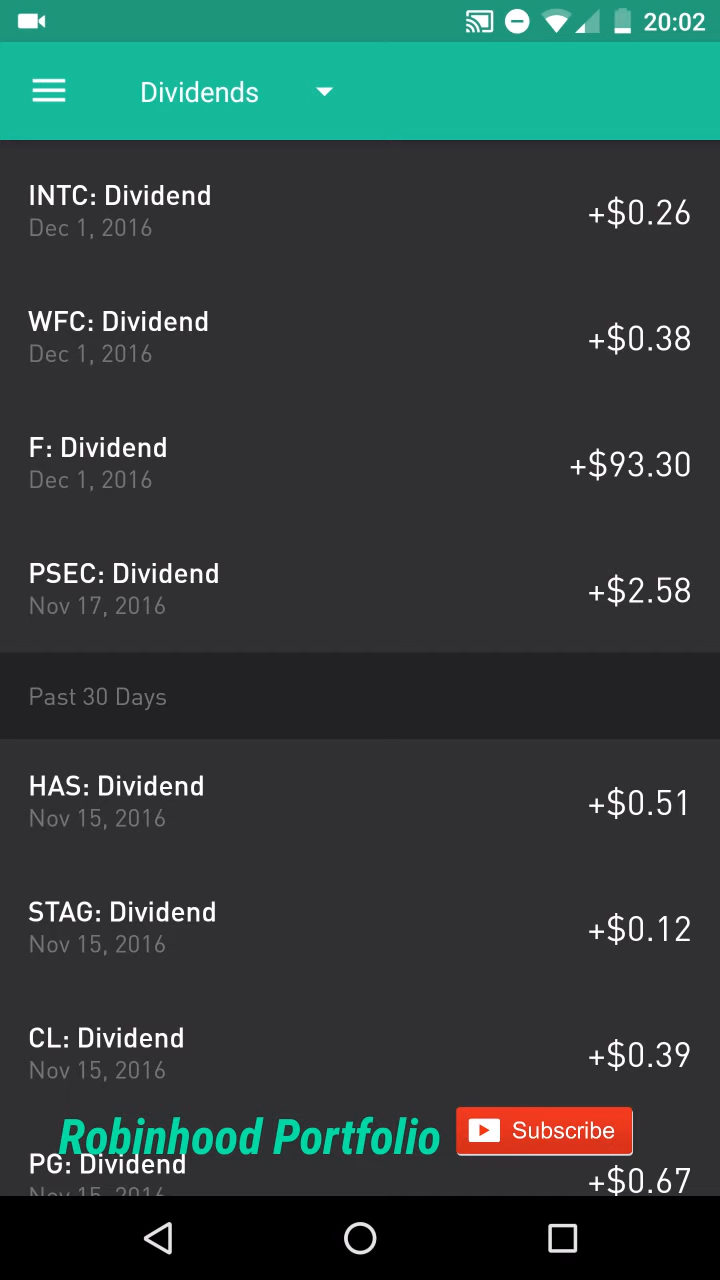 20:02
Dividends
INTC: Dividend
Dec 1, 2016
+$0.26
WFC: Dividend
Dec 1, 2016
+$0.38
F: Dividend
Dec 1, 2016
+$93.30
PSEC: Dividend
Nov 17, 2016
+$2.58
Past 30 Days
HAS: Dividend
Nov 15, 2016
+$0.51
STAG: Dividend
Nov 15, 2016
+$0.12
CL: Dividend
Nov 15, 2016
+$0.39
Robinhood Portfolio
Subscribe
PG: Dividend
Nov 15, 2016
+$0.67